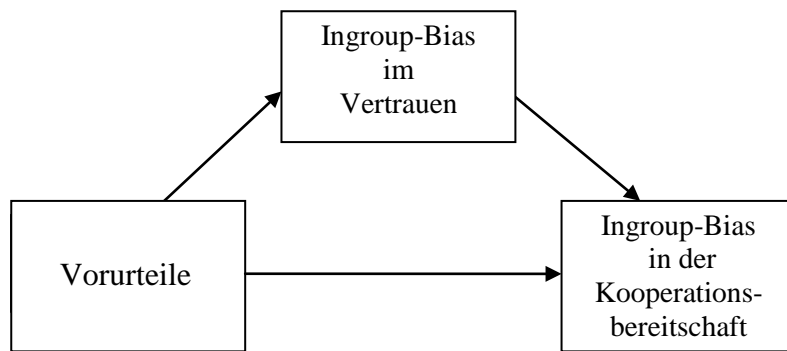 Ingroup-Bias
im
Vertrauen
Vorurteile
Ingroup-Bias
in der
Kooperations-
bereitschaft